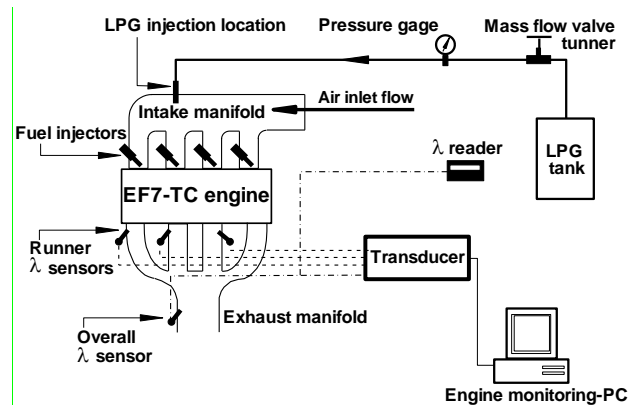 LPG injection location
Pressure gage
Mass flow valve
tunner
Intake manifold
Air inlet flow
Fuel injectors
λ reader
LPG
tank
EF7-TC engine
Runner
λ sensors
Transducer
Exhaust manifold
Overall
λ sensor
Engine monitoring-PC